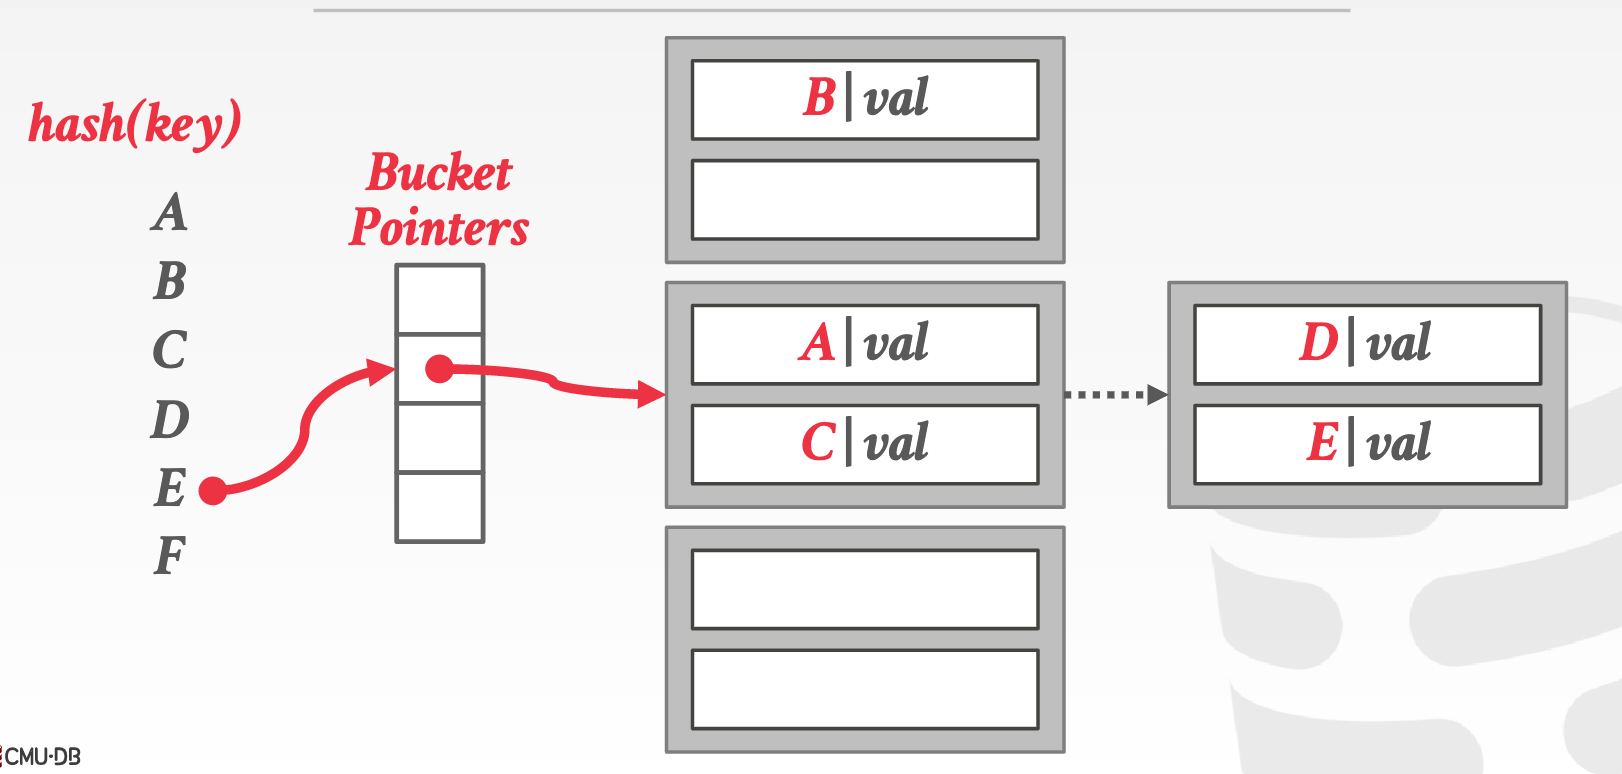 hash(key)
A
B
C
D
E
F
Bucket
Pointers
B|val
A|val
C|val
D|val
E|val
CMU·DB